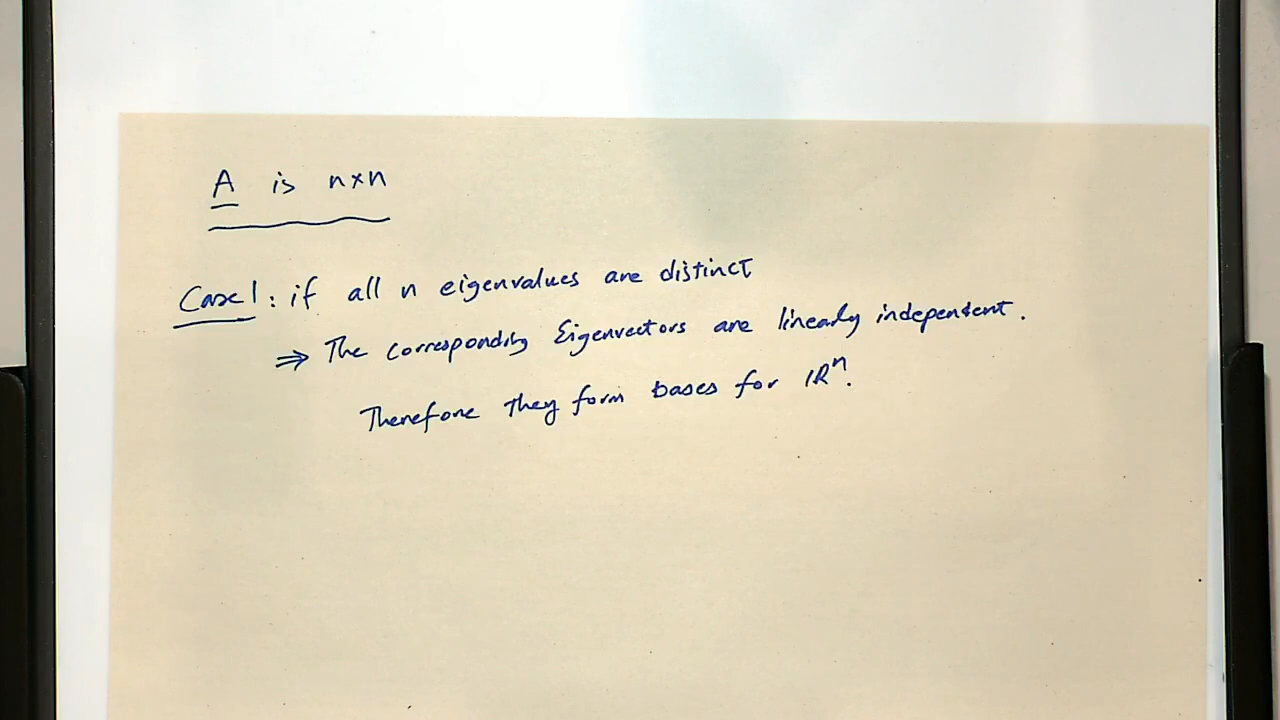 A is n×n
Case 1: if all n eigenvalues are distinct
⇒ The corresponding Eigenvectors are linearly independent.
Therefore they form bases for ℝⁿ.